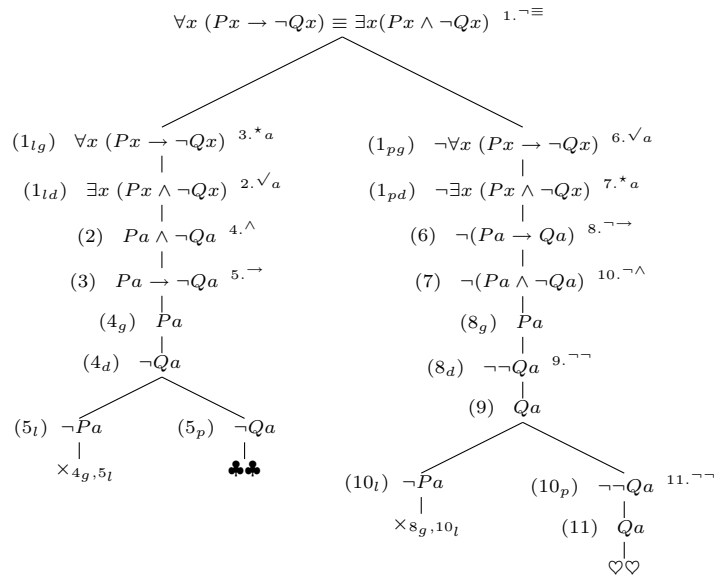 ∀x (Px → ¬Qx) ≡ ∃x(Px ∧ ¬Qx) 1.¬≡
(1lg) ∀x (Px → ¬Qx) 3.⋆a
(1pg) ¬∀x (Px → ¬Qx) 6.√a
(1ld) ∃x (Px ∧ ¬Qx) 2.√a
(1pd) ¬∃x (Px ∧ ¬Qx) 7.⋆a
(2) Pa ∧ ¬Qa 4.∧
(6) ¬(Pa → Qa) 8.¬→
(3) Pa → ¬Qa 5.→
(7) ¬(Pa ∧ ¬Qa) 10.¬∧
(4g) Pa
(8g) Pa
(4d) ¬Qa
(8d) ¬¬Qa 9.¬¬
(9) Qa
(5l) ¬Pa
(5p) ¬Qa
×4g,5l
♣♣
(10l) ¬Pa
(10p) ¬¬Qa 11.¬¬
×8g,10l
(11) Qa
♡♡